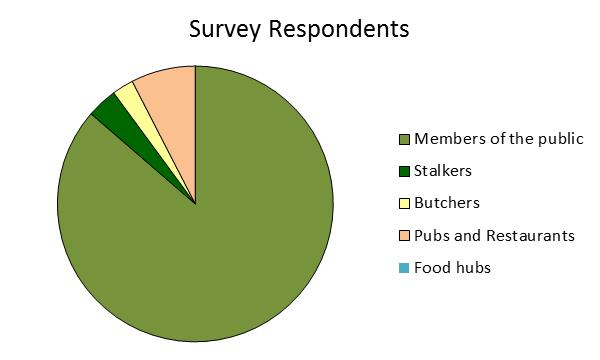 Survey Respondents
Members of the public
Stalkers
Butchers
Pubs and Restaurants
Food hubs